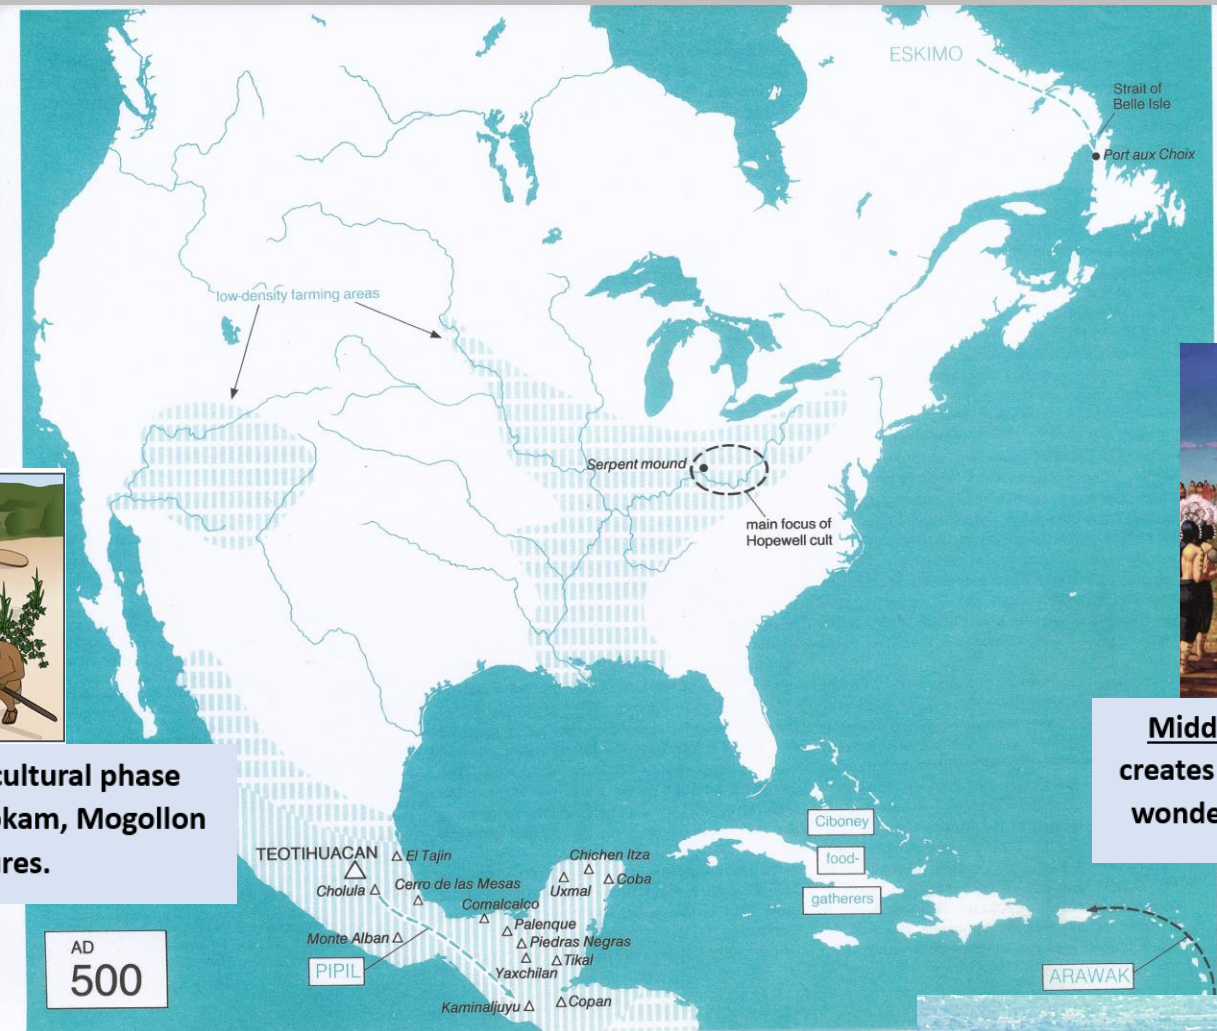 ESKIMO
Strait of
Belle Isle
Port aux Choix
low-density farming areas
Serpent mound
main focus of
Hopewell cult
Midd
creates
wonde
cultural phase
kam, Mogollon
res.
Ciboney
food-
gatherers
TEOTIHUACAN
El Tajin
Chichen Itza
Cholula
Cerro de las Mesas
Uxmal
Coba
Comalcalco
Palenque
Monte Alban
Piedras Negras
Tikal
Yaxchilan
PIPIL
ARAWAK
Kaminaljuyu
Copan
AD
500